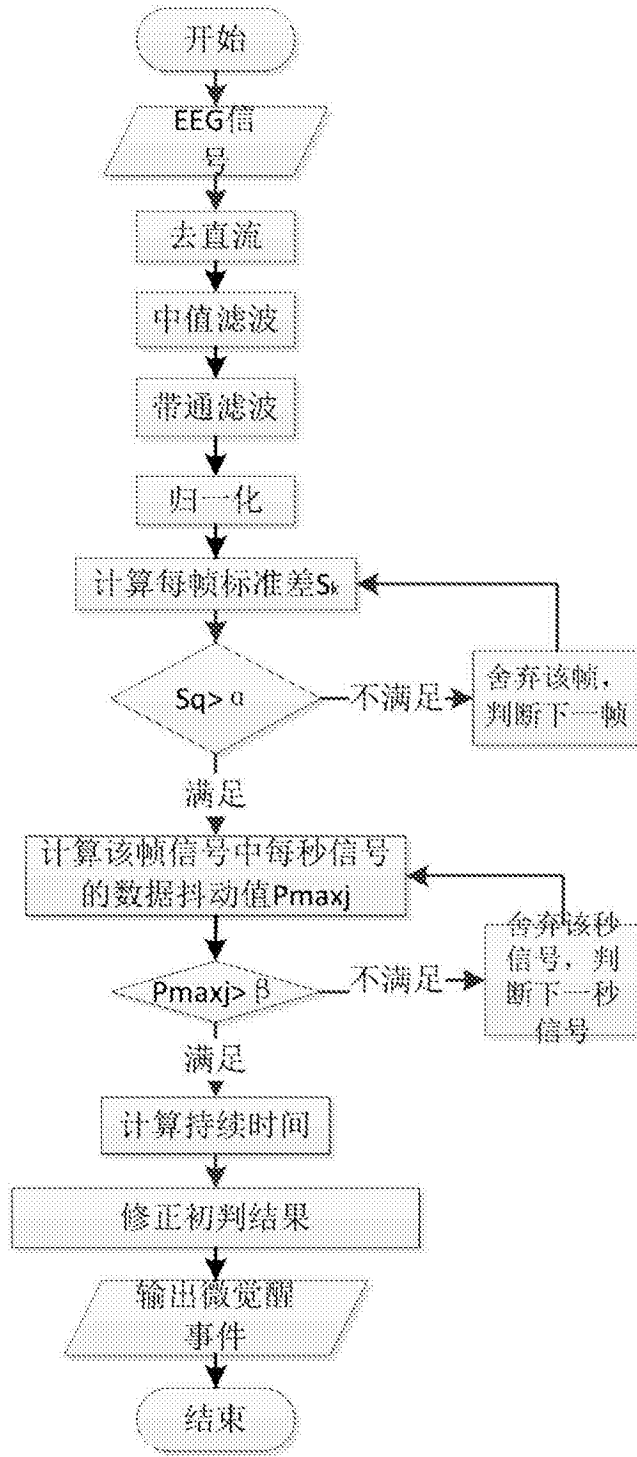 开始
EEG信
号
去直流
中值滤波
带通滤波
归一化
计算每帧标准差Sₖ
Sq> α
不满足
舍弃该帧，
判断下一帧
满足
计算该帧信号中每秒信号
的数据抖动值Pmaxj
Pmaxj> β
不满足
舍弃该秒
信号，判
断下一秒
信号
满足
计算持续时间
修正初判结果
输出微觉醒
事件
结束